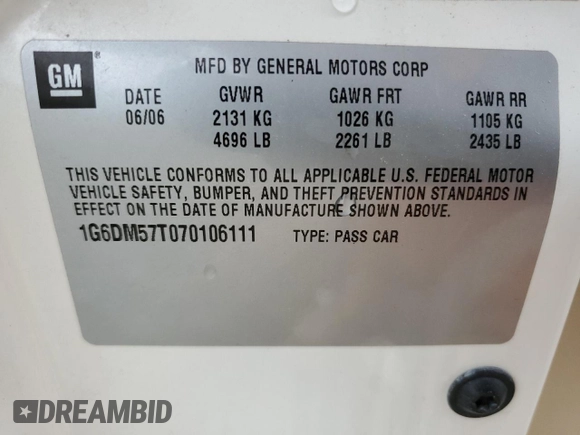 GM
MFD BY GENERAL MOTORS CORP
DATE GVWR GAWR FRT GAWR RR
06/06 2131 KG 1026 KG 1105 KG
4696 LB 2261 LB 2435 LB
THIS VEHICLE CONFORMS TO ALL APPLICABLE U.S. FEDERAL MOTOR
VEHICLE SAFETY, BUMPER, AND THEFT PREVENTION STANDARDS IN
EFFECT ON THE DATE OF MANUFACTURE SHOWN ABOVE.
1G6DM57T070106111 TYPE: PASS CAR
DREAMBID